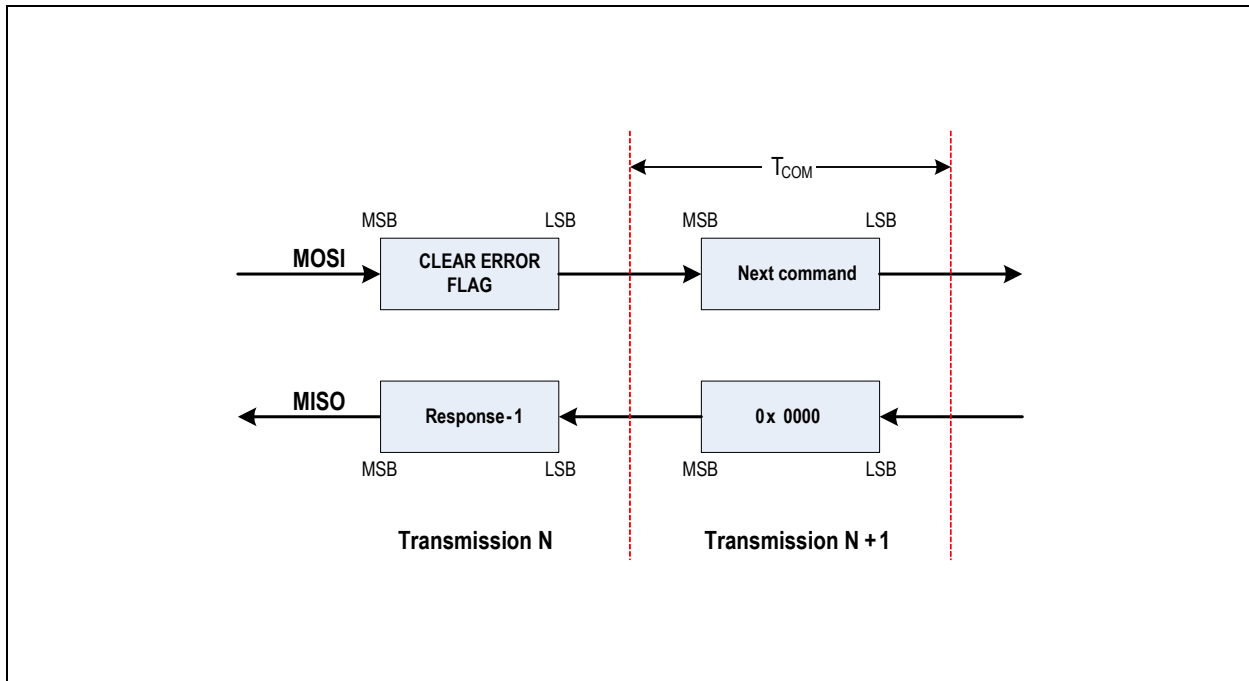 T_COM
MSB LSB MSB LSB
MOSI CLEAR ERROR Next command
FLAG
MISO Response-1 0x 0000
MSB LSB MSB LSB
Transmission N Transmission N+1